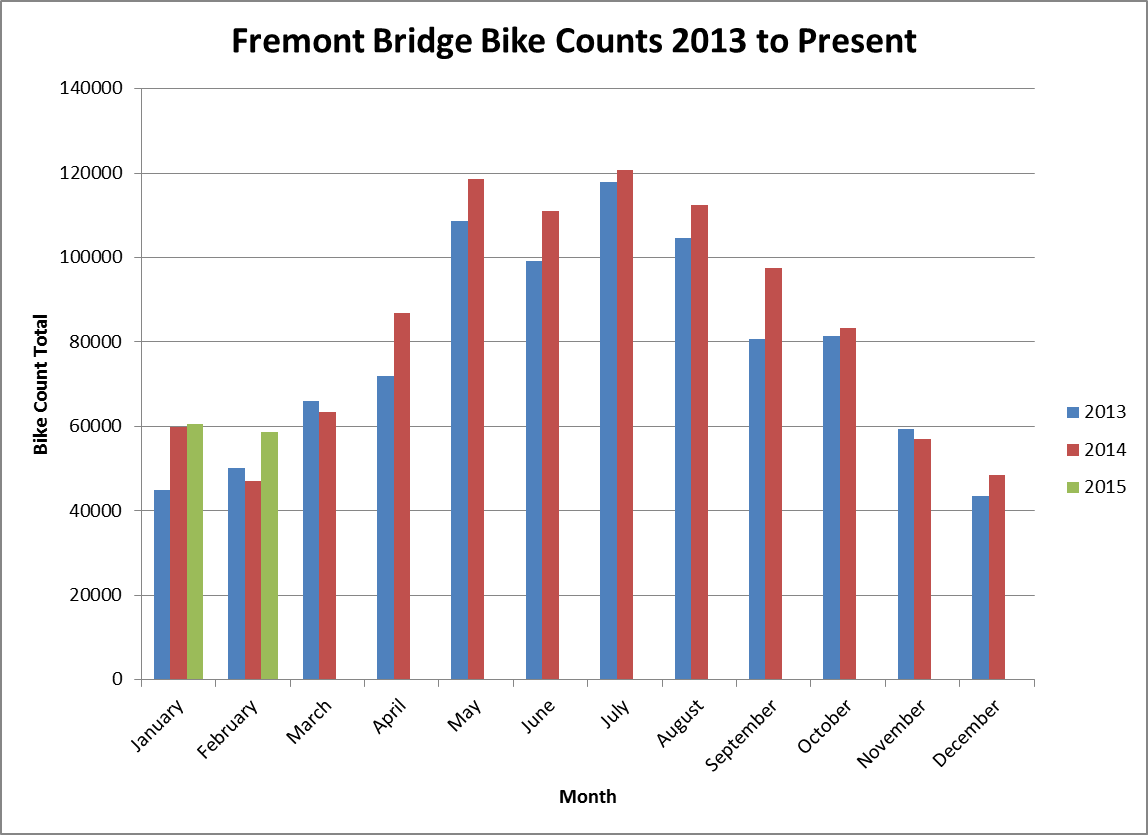 Fremont Bridge Bike Counts 2013 to Present
140000
120000
100000
80000
60000
40000
20000
0
Bike Count Total
January
February
March
April
May
June
July
August
September
October
November
December
Month
2013
2014
2015